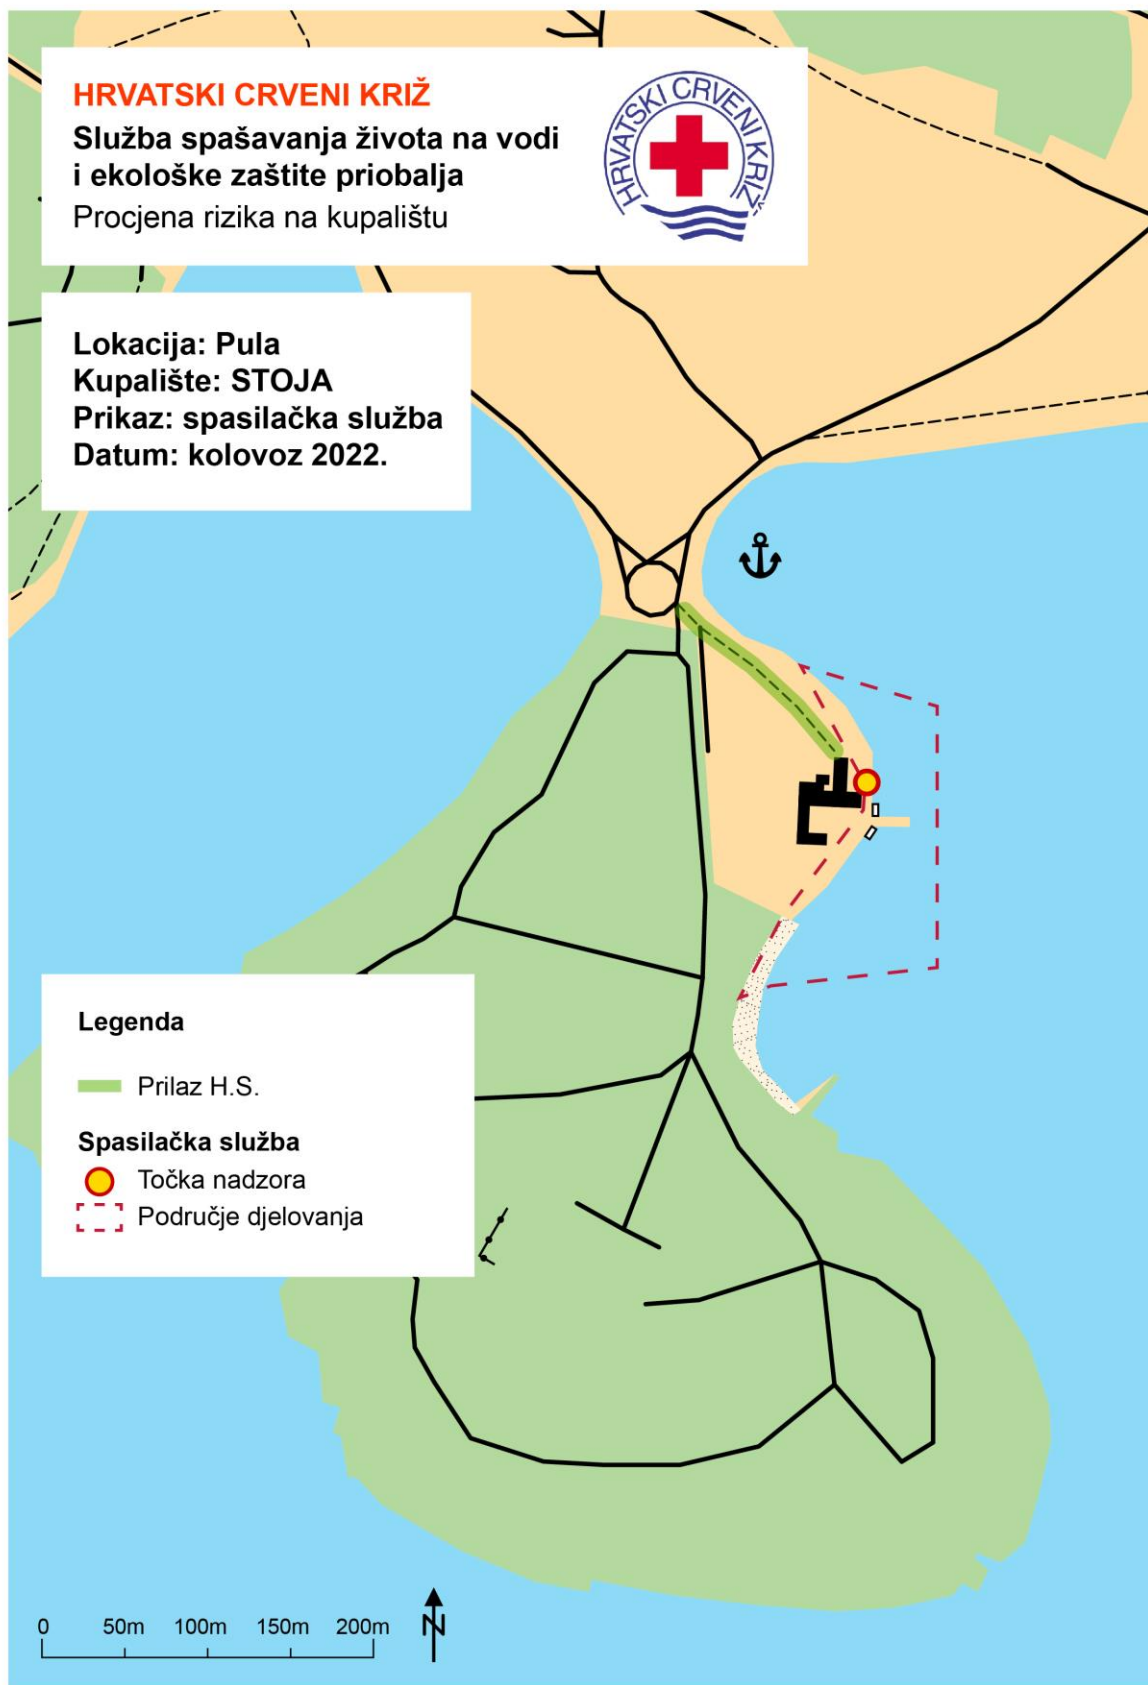 HRVATSKI CRVENI KRIŽ
Služba spašavanja života na vodi
i ekološke zaštite priobalja
Procjena rizika na kupalištu
HRVATSKI CRVENI KRIŽ
Lokacija: Pula
Kupalište: STOJA
Prikaz: spasilačka služba
Datum: kolovoz 2022.
Legenda
Prilaz H.S.
Spasilačka služba
Točka nadzora
Područje djelovanja
0 50m 100m 150m 200m
N